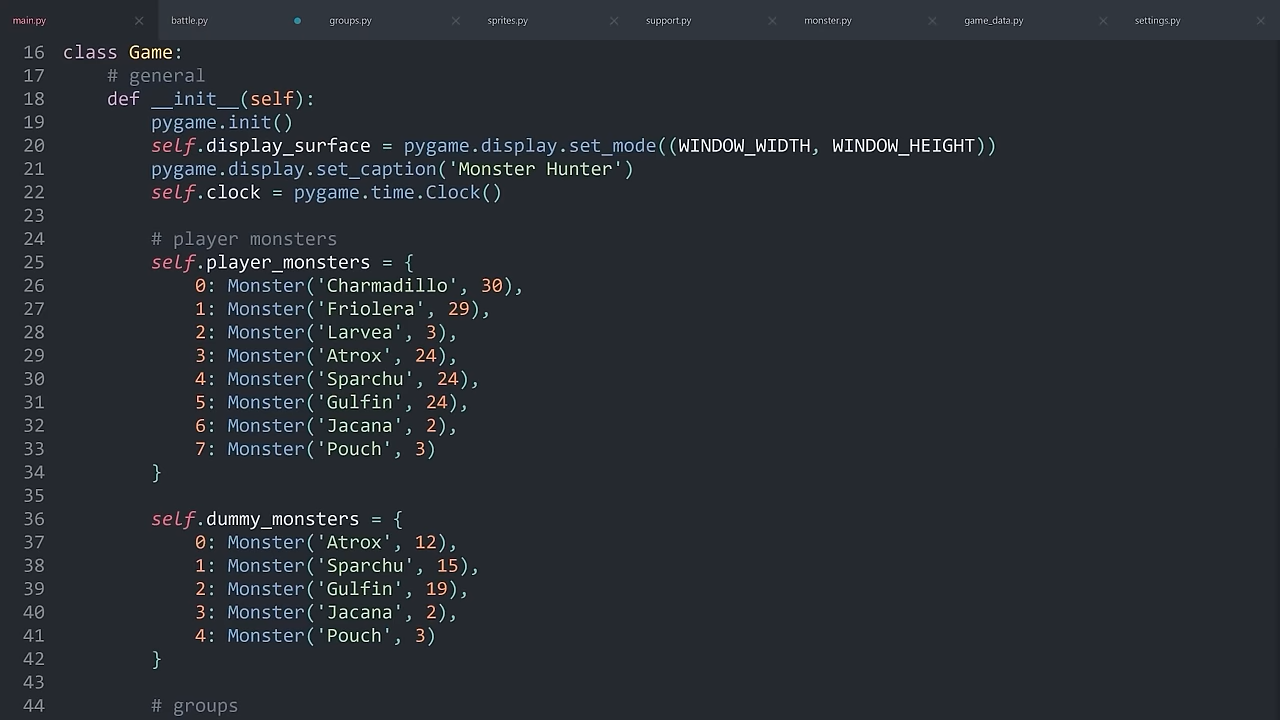 main.py battle.py groups.py sprites.py support.py monster.py game_data.py settings.py
16 class Game:
17     # general
18     def __init__(self):
19         pygame.init()
20         self.display_surface = pygame.display.set_mode((WINDOW_WIDTH, WINDOW_HEIGHT))
21         pygame.display.set_caption('Monster Hunter')
22         self.clock = pygame.time.Clock()
23
24         # player monsters
25         self.player_monsters = {
26             0: Monster('Charmadillo', 30),
27             1: Monster('Friolera', 29),
28             2: Monster('Larvea', 3),
29             3: Monster('Atrox', 24),
30             4: Monster('Sparchu', 24),
31             5: Monster('Gulfin', 24),
32             6: Monster('Jacana', 2),
33             7: Monster('Pouch', 3)
34         }
35
36         self.dummy_monsters = {
37             0: Monster('Atrox', 12),
38             1: Monster('Sparchu', 15),
39             2: Monster('Gulfin', 19),
40             3: Monster('Jacana', 2),
41             4: Monster('Pouch', 3)
42         }
43
44         # groups